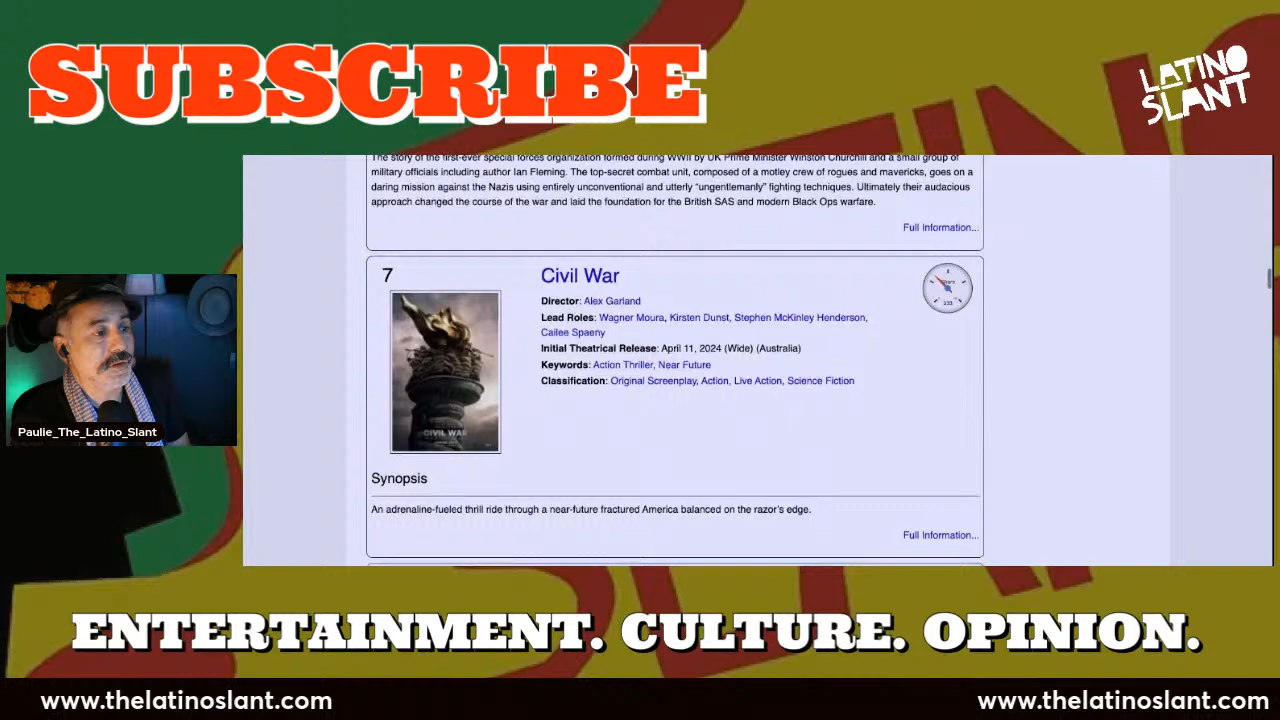 SUBSCRIBE
LATINO
SLANT
The story of the first-ever special forces organization formed during WWII by UK Prime Minister Winston Churchill and a small group of
military officials including author Ian Fleming. The top-secret combat unit, composed of a motley crew of rogues and mavericks, goes on a
daring mission against the Nazis using entirely unconventional and utterly “ungentlemanly” fighting techniques. Ultimately their audacious
approach changed the course of the war and laid the foundation for the British SAS and modern Black Ops warfare.
Full Information...
7
Civil War
Director: Alex Garland
Lead Roles: Wagner Moura, Kirsten Dunst, Stephen McKinley Henderson,
Cailee Spaeny
Initial Theatrical Release: April 11, 2024 (Wide) (Australia)
Keywords: Action Thriller, Near Future
Classification: Original Screenplay, Action, Live Action, Science Fiction
CIVIL WAR
Synopsis
An adrenaline-fueled thrill ride through a near-future fractured America balanced on the razor's edge.
Full Information...
Paulie_The_Latino_Slant
ENTERTAINMENT. CULTURE. OPINION.
www.thelatinoslant.com
www.thelatinoslant.com